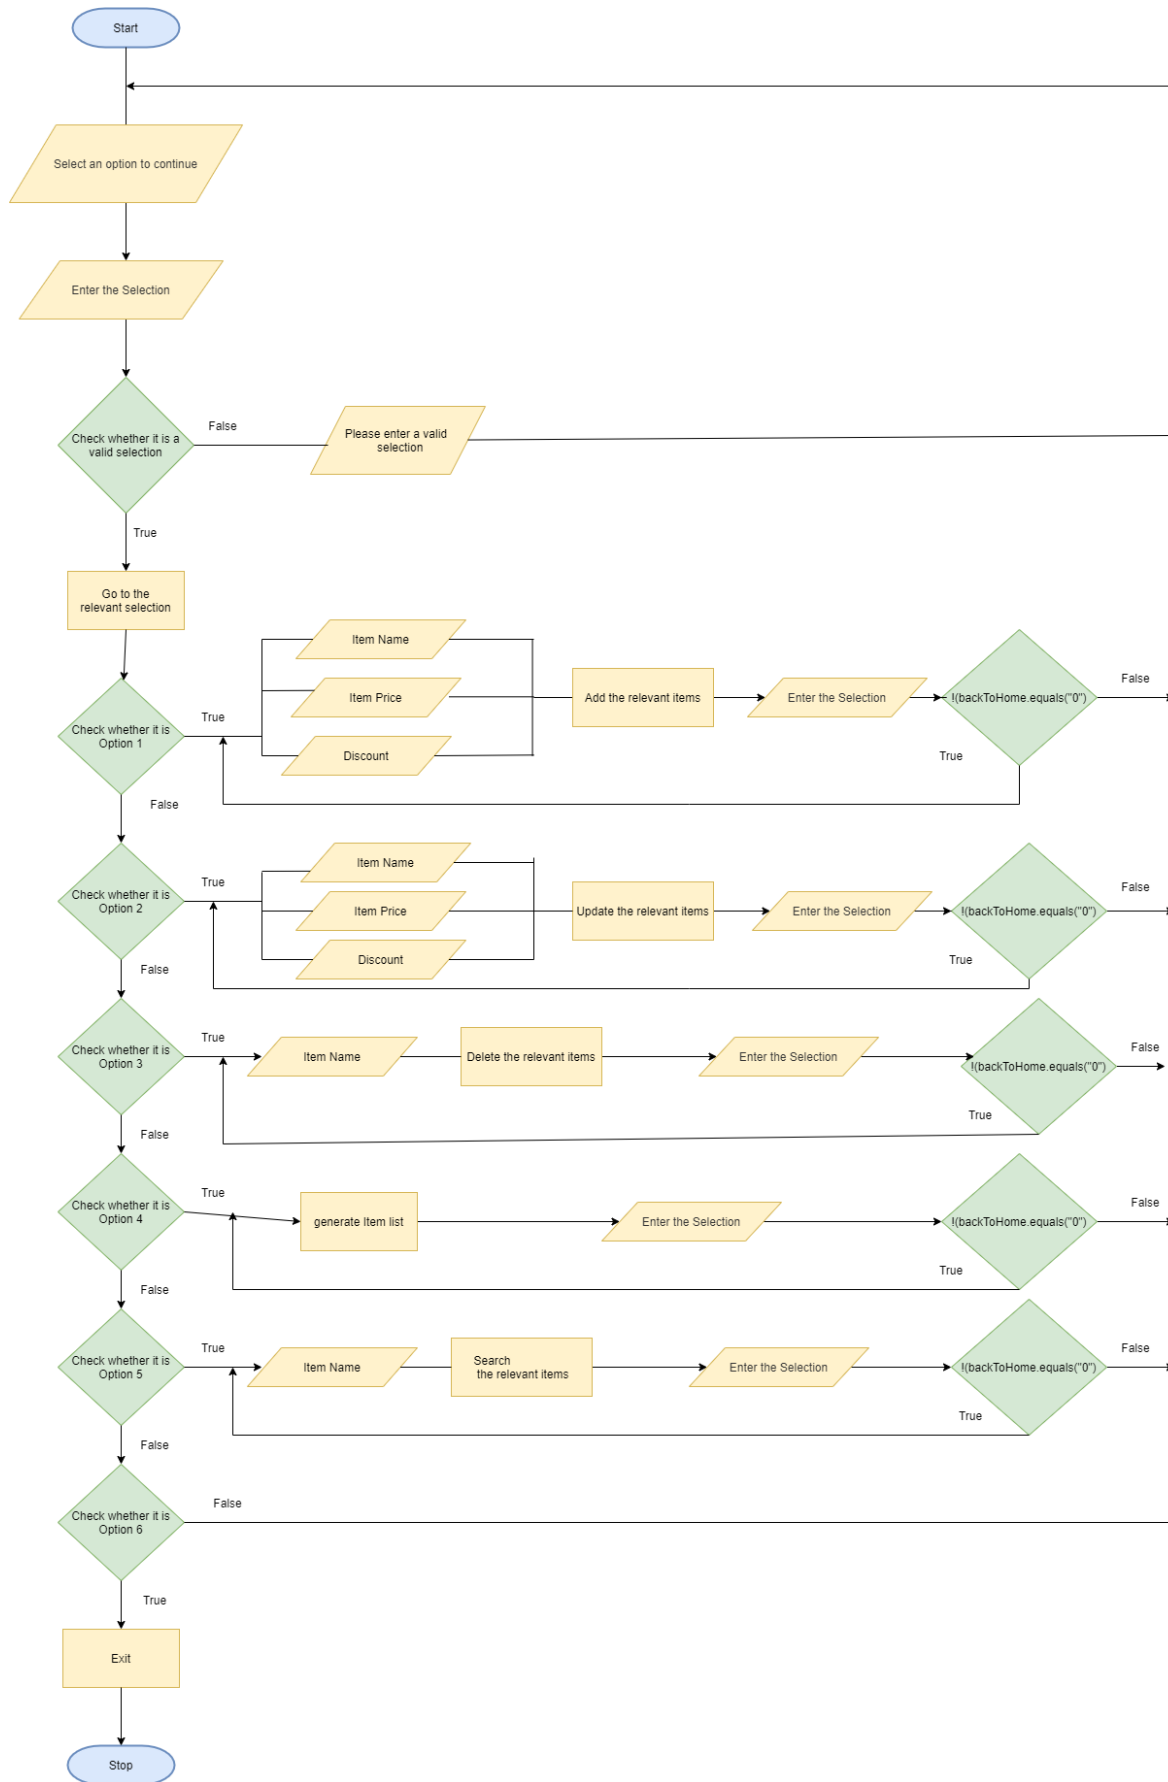 Start
Select an option to continue
Enter the Selection
Check whether it is a
valid selection
False
Please enter a valid
selection
True
Go to the
relevant selection
Check whether it is
Option 1
True
Item Name
Item Price
Discount
Add the relevant items
Enter the Selection
!(backToHome.equals("0")
False
True
False
Check whether it is
Option 2
True
Item Name
Item Price
Discount
Update the relevant items
Enter the Selection
!(backToHome.equals("0")
False
True
False
Check whether it is
Option 3
True
Item Name
Delete the relevant items
Enter the Selection
!(backToHome.equals("0")
False
True
False
Check whether it is
Option 4
True
generate Item list
Enter the Selection
!(backToHome.equals("0")
False
True
False
Check whether it is
Option 5
True
Item Name
Search
the relevant items
Enter the Selection
!(backToHome.equals("0")
False
True
False
Check whether it is
Option 6
False
True
Exit
Stop